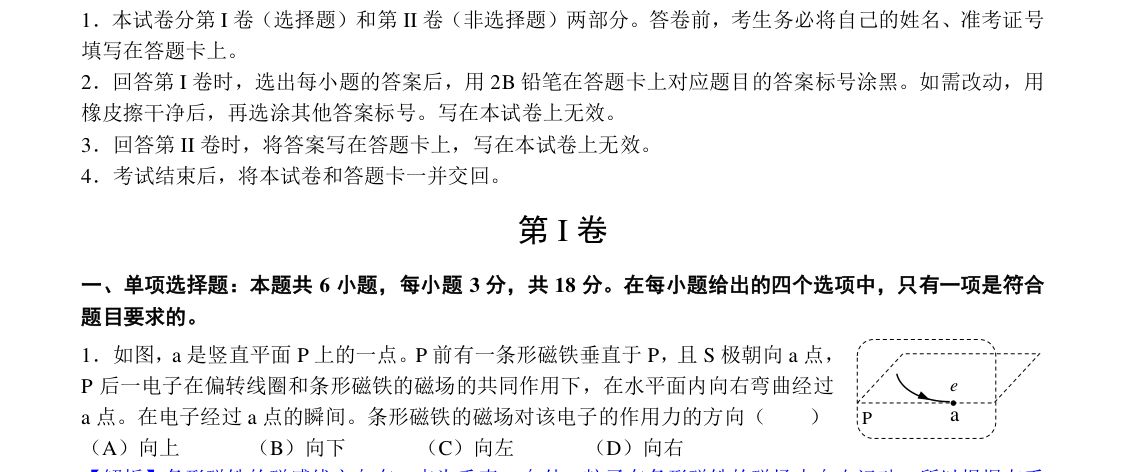 1．本试卷分第 I 卷（选择题）和第 II 卷（非选择题）两部分。答卷前，考生务必将自己的姓名、准考证号
填写在答题卡上。
2．回答第 I 卷时，选出每小题的答案后，用 2B 铅笔在答题卡上对应题目的答案标号涂黑。如需改动，用
橡皮擦干净后，再选涂其他答案标号。写在本试卷上无效。
3．回答第 II 卷时，将答案写在答题卡上，写在本试卷上无效。
4．考试结束后，将本试卷和答题卡一并交回。
第 I 卷
一、单项选择题：本题共 6 小题，每小题 3 分，共 18 分。在每小题给出的四个选项中，只有一项是符合
题目要求的。
1．如图，a 是竖直平面 P 上的一点。P 前有一条形磁铁垂直于 P，且 S 极朝向 a 点，
P 后一电子在偏转线圈和条形磁铁的磁场的共同作用下，在水平面内向右弯曲经过
a 点。在电子经过 a 点的瞬间。条形磁铁的磁场对该电子的作用力的方向（　　）
（A）向上　　（B）向下　　（C）向左　　（D）向右
e
P
a